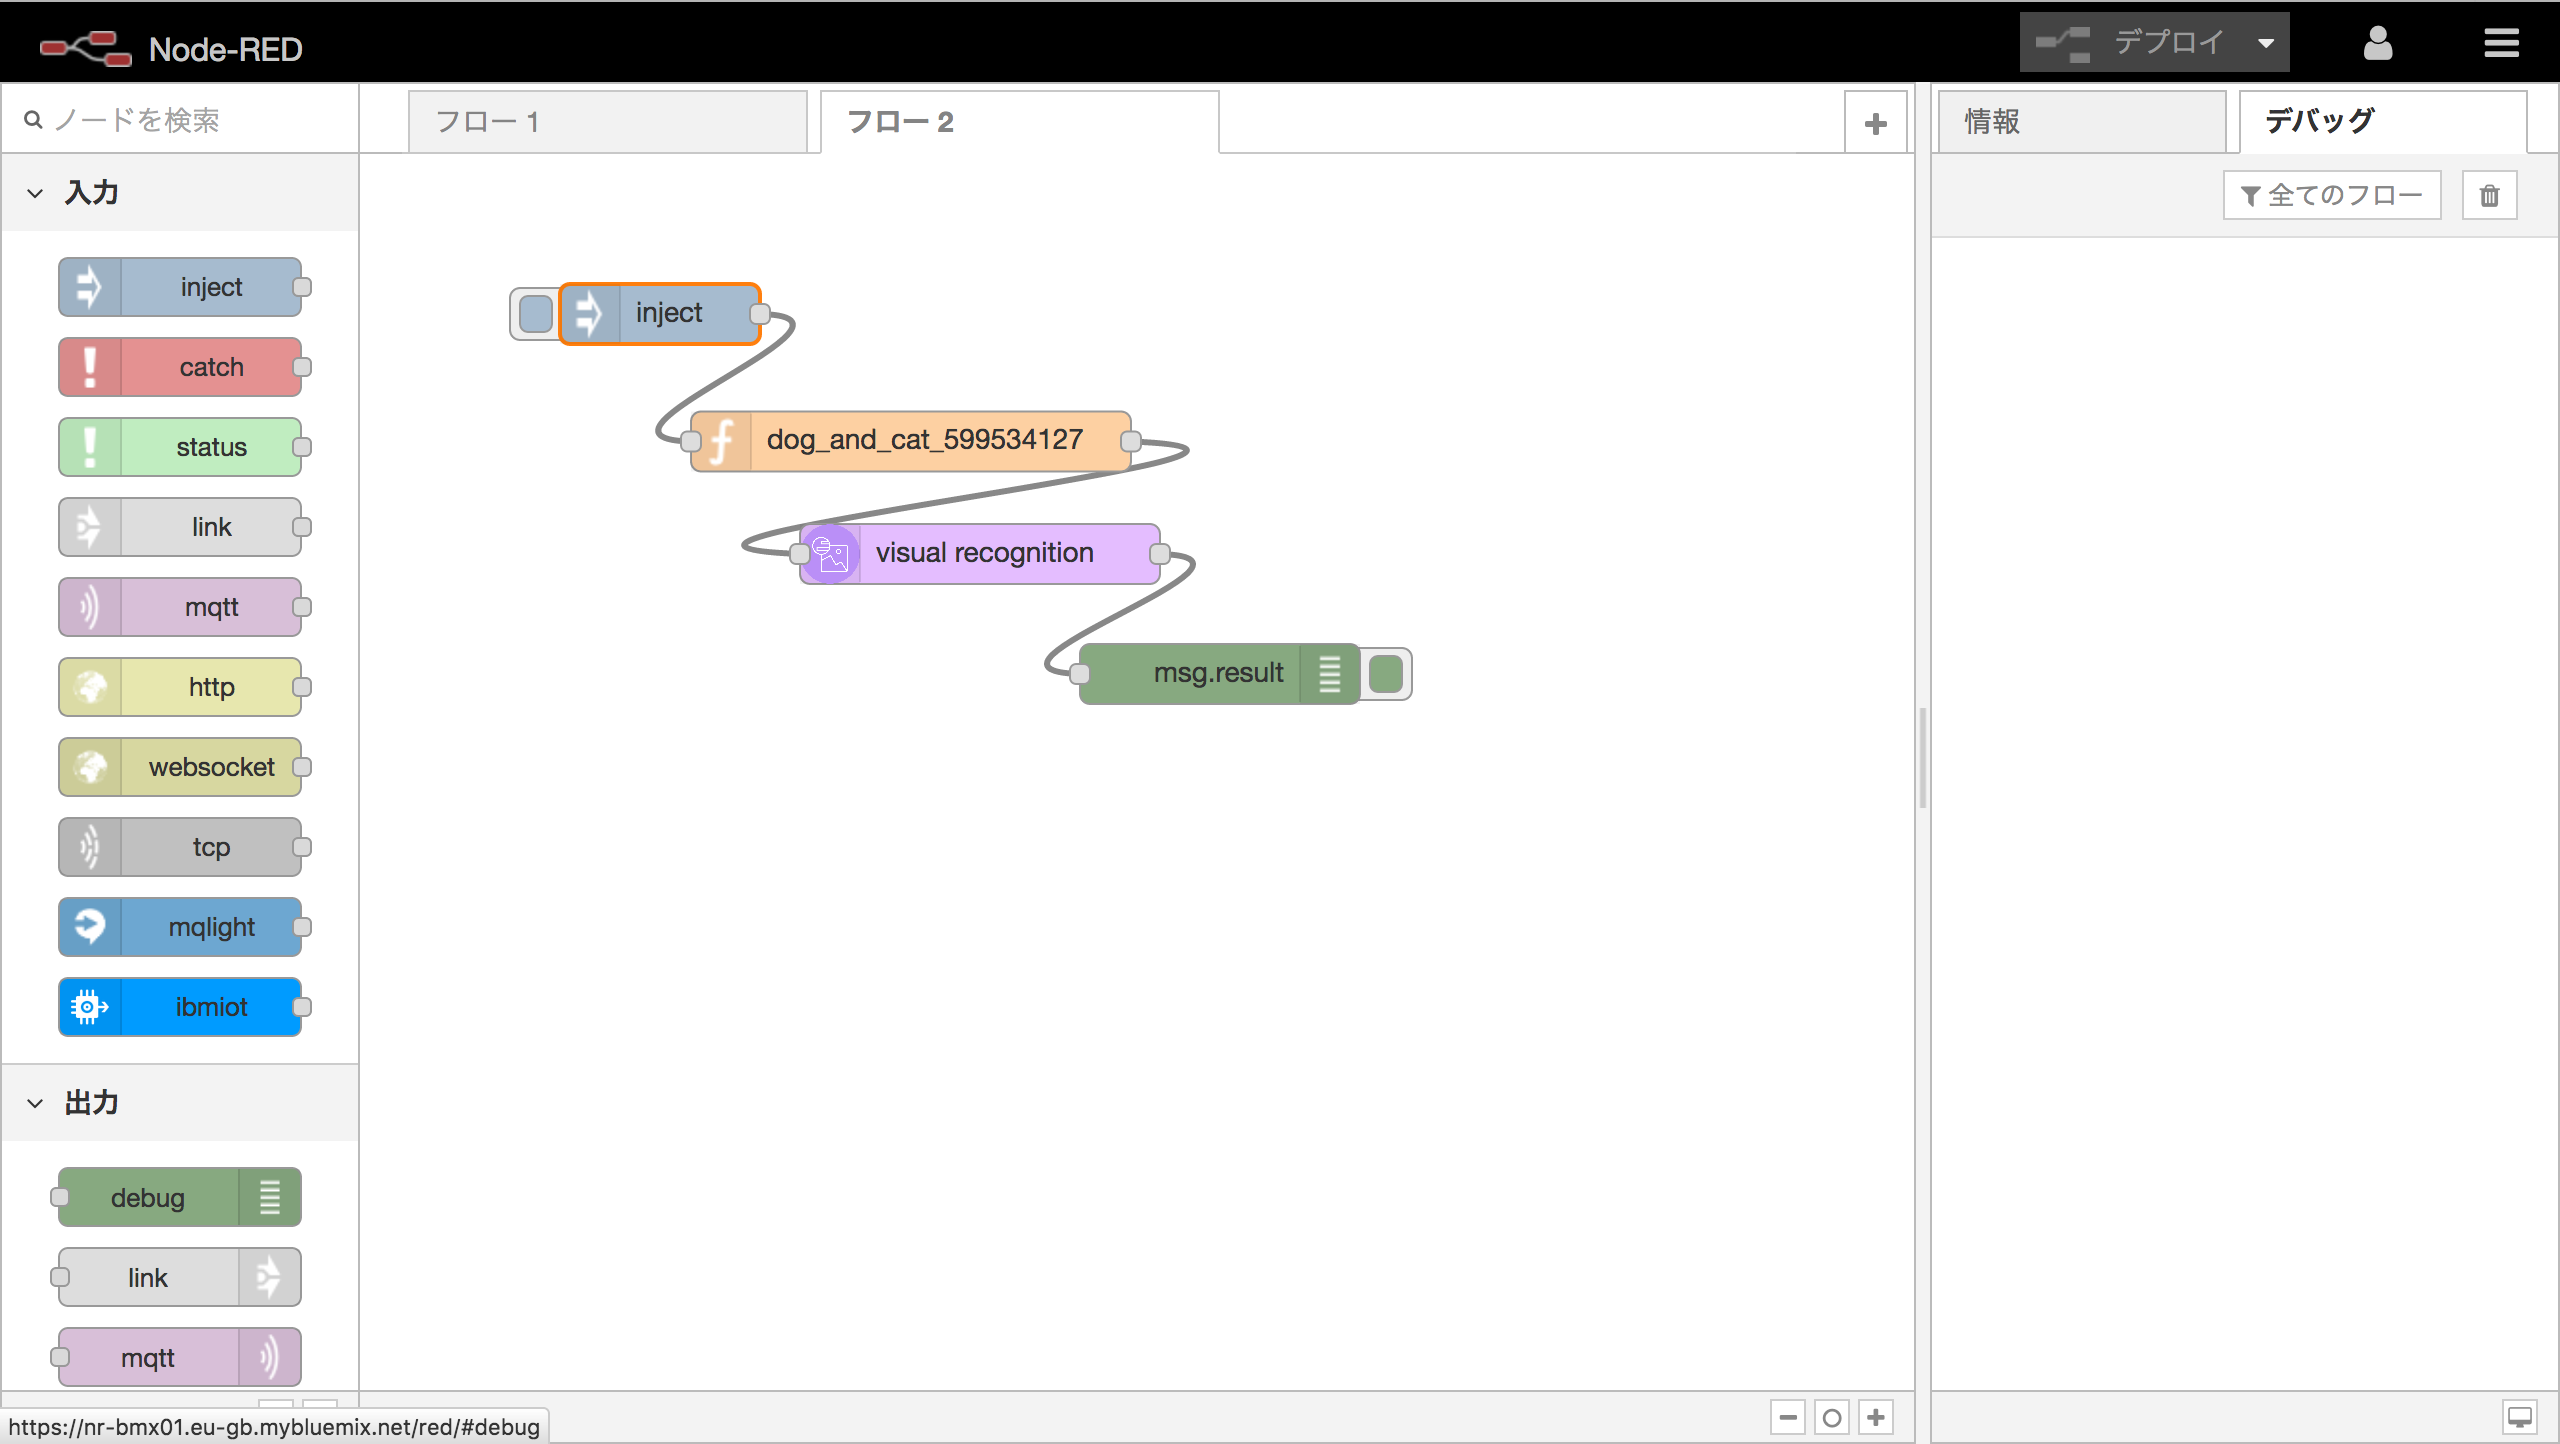 Node-RED
デプロイ
ノードを検索
フロー 1
フロー 2
情報
デバッグ
全てのフロー
入力
inject
catch
status
link
mqtt
http
websocket
tcp
mqlight
ibmiot
出力
debug
link
mqtt
inject
dog_and_cat_599534127
visual recognition
msg.result
https://nr-bmx01.eu-gb.mybluemix.net/red/#debug